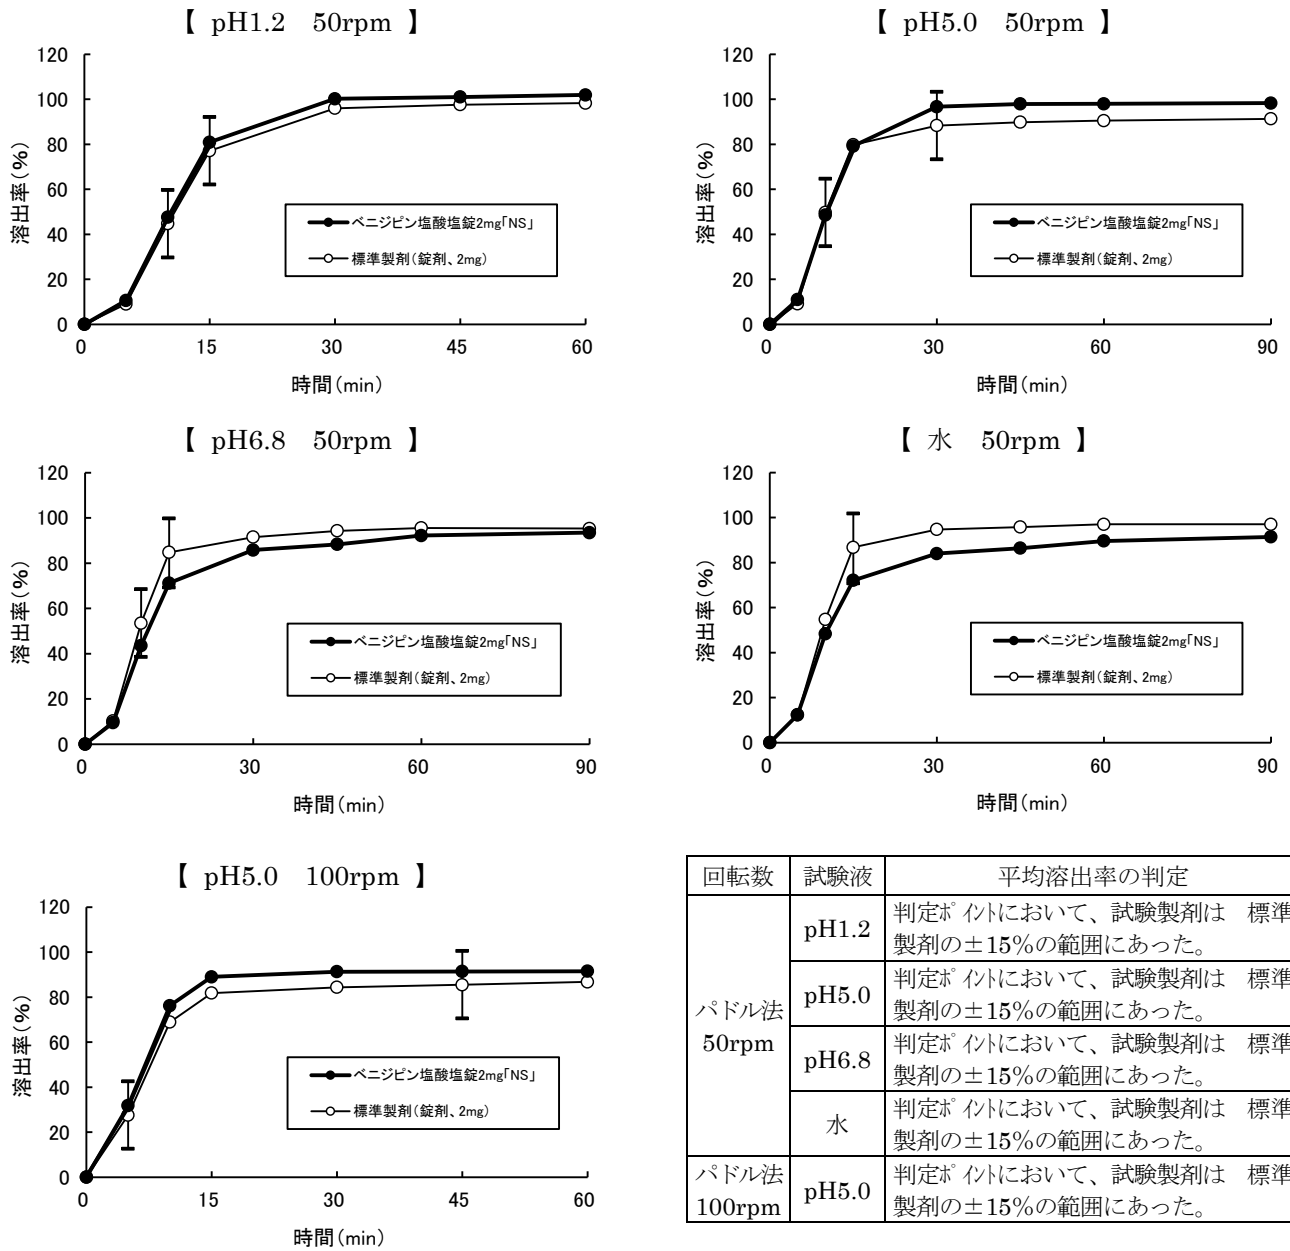 【 pH1.2 50rpm 】
120
100
80
60
40
20
0
溶出率(%)
ベニジピン塩酸塩錠2mg「NS」
標準製剤(錠剤、2mg)
0 15 30 45 60
時間(min)
【 pH5.0 50rpm 】
120
100
80
60
40
20
0
溶出率(%)
ベニジピン塩酸塩錠2mg「NS」
標準製剤(錠剤、2mg)
0 30 60 90
時間(min)
【 pH6.8 50rpm 】
120
100
80
60
40
20
0
溶出率(%)
ベニジピン塩酸塩錠2mg「NS」
標準製剤(錠剤、2mg)
0 30 60 90
時間(min)
【 水 50rpm 】
120
100
80
60
40
20
0
溶出率(%)
ベニジピン塩酸塩錠2mg「NS」
標準製剤(錠剤、2mg)
0 30 60 90
時間(min)
【 pH5.0 100rpm 】
120
100
80
60
40
20
0
溶出率(%)
ベニジピン塩酸塩錠2mg「NS」
標準製剤(錠剤、2mg)
0 15 30 45 60
時間(min)
回転数 試験液 平均溶出率の判定
パドル法
50rpm
pH1.2
判定ポイントにおいて、試験製剤は 標準
製剤の±15%の範囲にあった。
pH5.0
判定ポイントにおいて、試験製剤は 標準
製剤の±15%の範囲にあった。
pH6.8
判定ポイントにおいて、試験製剤は 標準
製剤の±15%の範囲にあった。
水
判定ポイントにおいて、試験製剤は 標準
製剤の±15%の範囲にあった。
パドル法
100rpm
pH5.0
判定ポイントにおいて、試験製剤は 標準
製剤の±15%の範囲にあった。